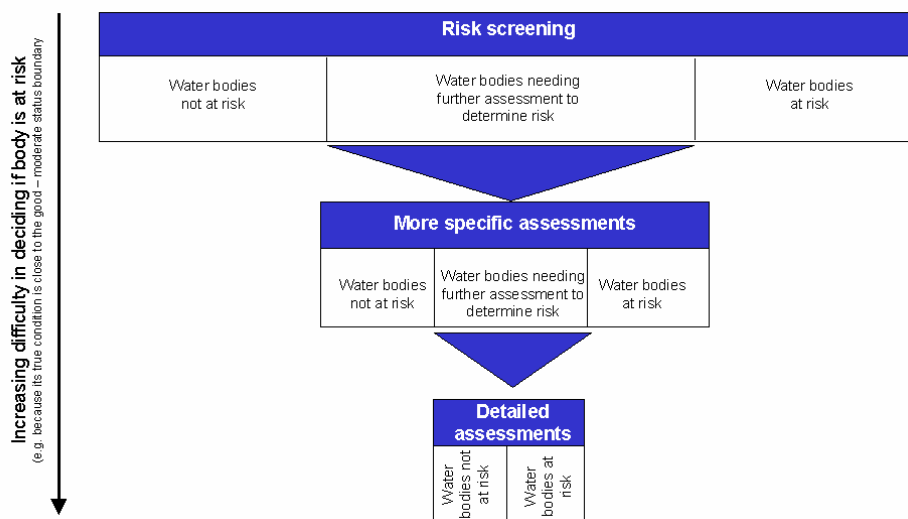 Increasing difficulty in deciding if body is at risk
(e.g. because its true condition is close to the good – moderate status boundary
Risk screening
Water bodies
not at risk
Water bodies needing
further assessment to
determine risk
Water bodies
at risk
More specific assessments
Water bodies
not at risk
Water bodies needing
further assessment to
determine risk
Water bodies
at risk
Detailed
assessments
Water
bodies not
at risk
Water
bodies at
risk